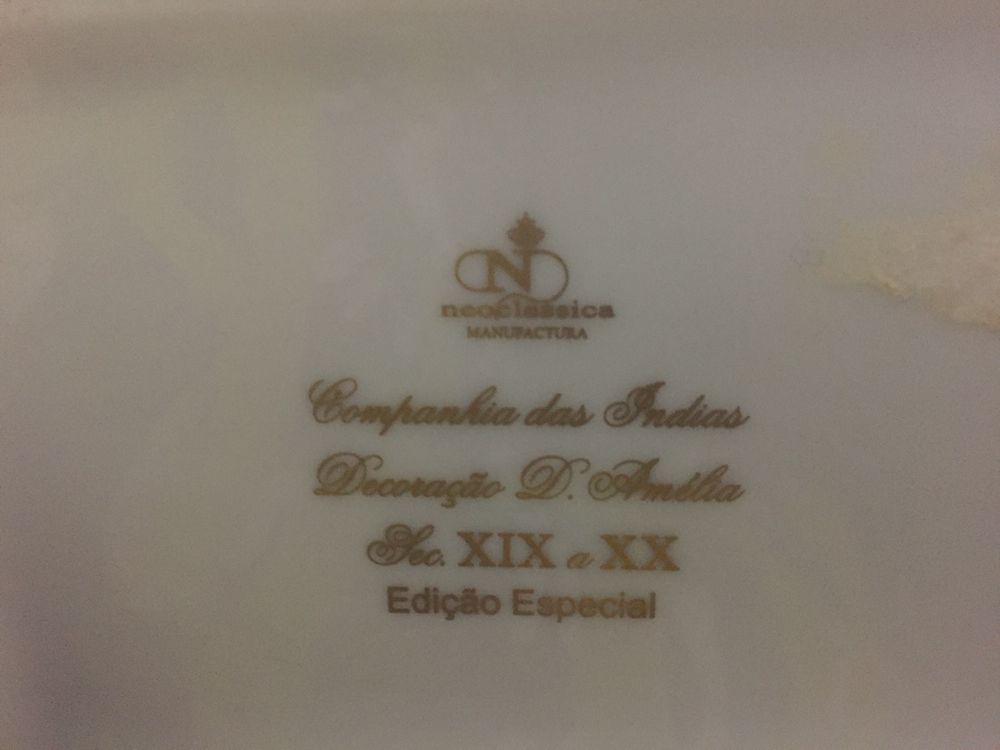 N
neoclassica
MANUFACTURA
Companhia das Indias
Decoração D. Amélia
Sec. XIX a XX
Edição Especial